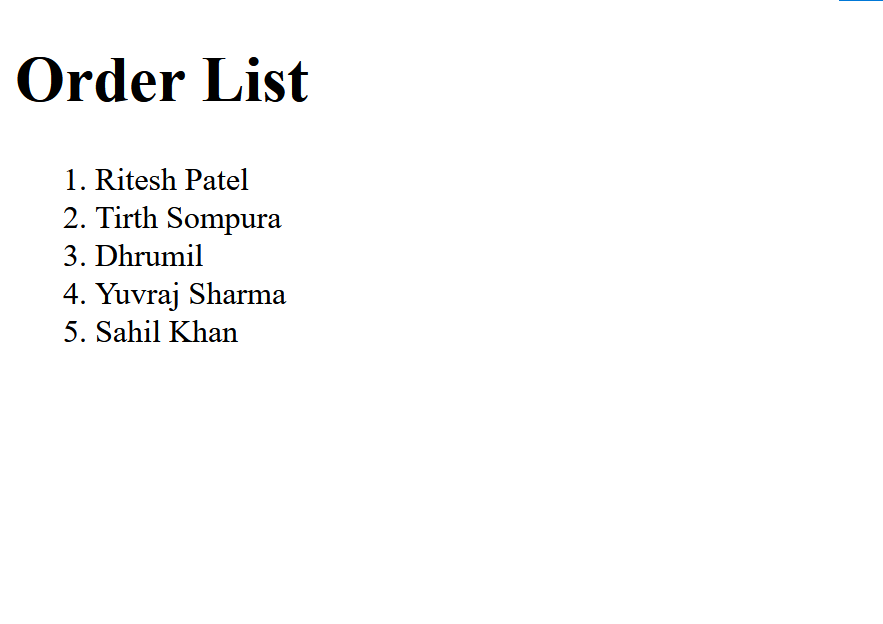 Order List
1. Ritesh Patel
2. Tirth Sompura
3. Dhrumil
4. Yuvraj Sharma
5. Sahil Khan